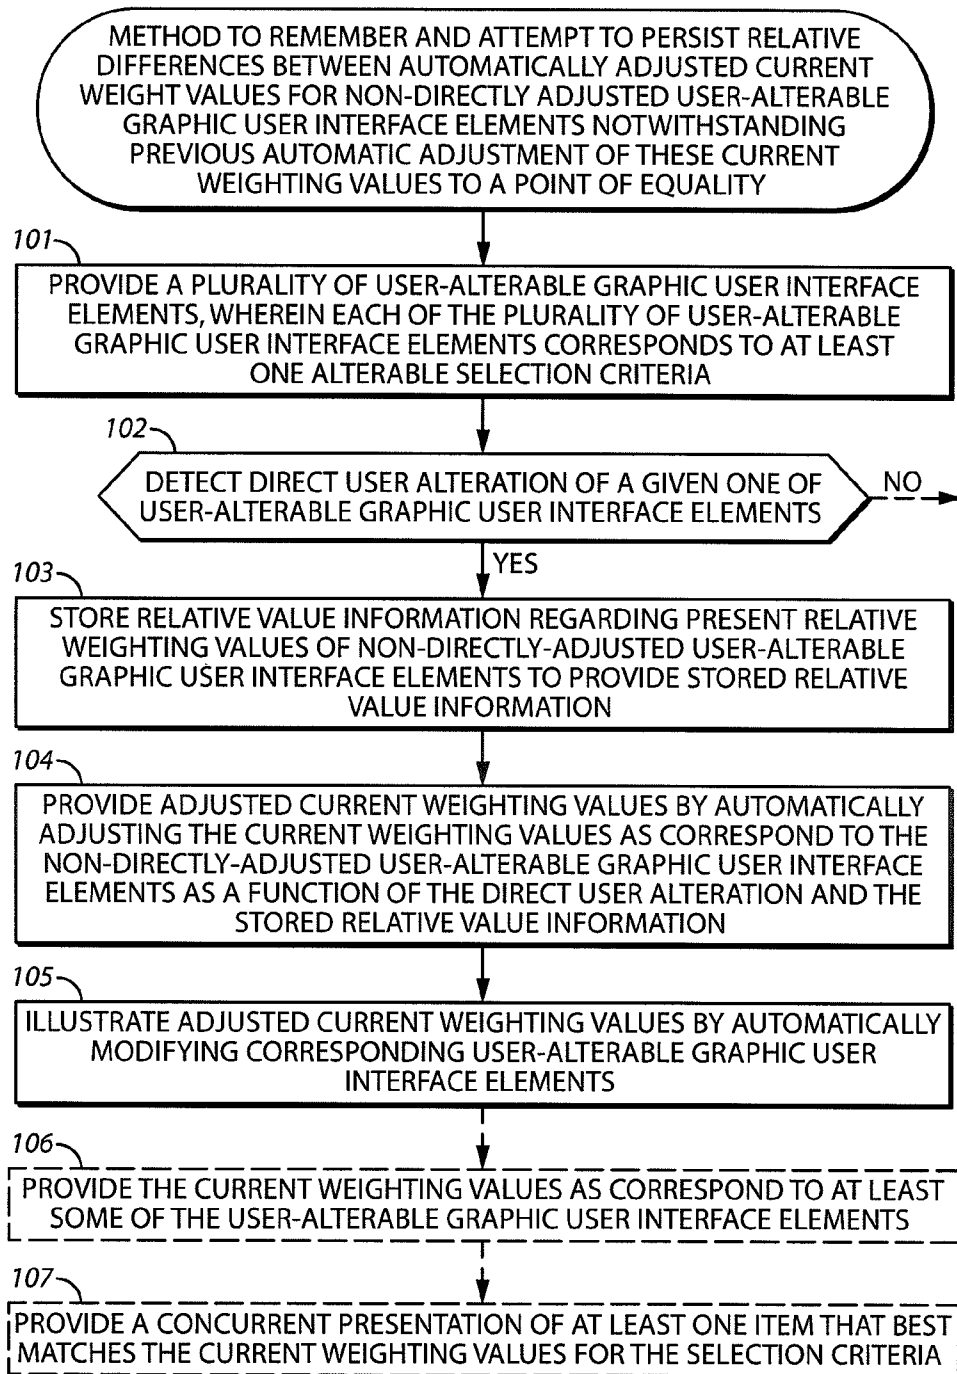 METHOD TO REMEMBER AND ATTEMPT TO PERSIST RELATIVE
DIFFERENCES BETWEEN AUTOMATICALLY ADJUSTED CURRENT
WEIGHT VALUES FOR NON-DIRECTLY ADJUSTED USER-ALTERABLE
GRAPHIC USER INTERFACE ELEMENTS NOTWITHSTANDING
PREVIOUS AUTOMATIC ADJUSTMENT OF THESE CURRENT
WEIGHTING VALUES TO A POINT OF EQUALITY
101
PROVIDE A PLURALITY OF USER-ALTERABLE GRAPHIC USER INTERFACE
ELEMENTS, WHEREIN EACH OF THE PLURALITY OF USER-ALTERABLE
GRAPHIC USER INTERFACE ELEMENTS CORRESPONDS TO AT LEAST
ONE ALTERABLE SELECTION CRITERIA
102
DETECT DIRECT USER ALTERATION OF A GIVEN ONE OF
USER-ALTERABLE GRAPHIC USER INTERFACE ELEMENTS
NO
YES
103
STORE RELATIVE VALUE INFORMATION REGARDING PRESENT RELATIVE
WEIGHTING VALUES OF NON-DIRECTLY-ADJUSTED USER-ALTERABLE
GRAPHIC USER INTERFACE ELEMENTS TO PROVIDE STORED RELATIVE
VALUE INFORMATION
104
PROVIDE ADJUSTED CURRENT WEIGHTING VALUES BY AUTOMATICALLY
ADJUSTING THE CURRENT WEIGHTING VALUES AS CORRESPOND TO THE
NON-DIRECTLY-ADJUSTED USER-ALTERABLE GRAPHIC USER INTERFACE
ELEMENTS AS A FUNCTION OF THE DIRECT USER ALTERATION AND THE
STORED RELATIVE VALUE INFORMATION
105
ILLUSTRATE ADJUSTED CURRENT WEIGHTING VALUES BY AUTOMATICALLY
MODIFYING CORRESPONDING USER-ALTERABLE GRAPHIC USER
INTERFACE ELEMENTS
106
PROVIDE THE CURRENT WEIGHTING VALUES AS CORRESPOND TO AT LEAST
SOME OF THE USER-ALTERABLE GRAPHIC USER INTERFACE ELEMENTS
107
PROVIDE A CONCURRENT PRESENTATION OF AT LEAST ONE ITEM THAT BEST
MATCHES THE CURRENT WEIGHTING VALUES FOR THE SELECTION CRITERIA